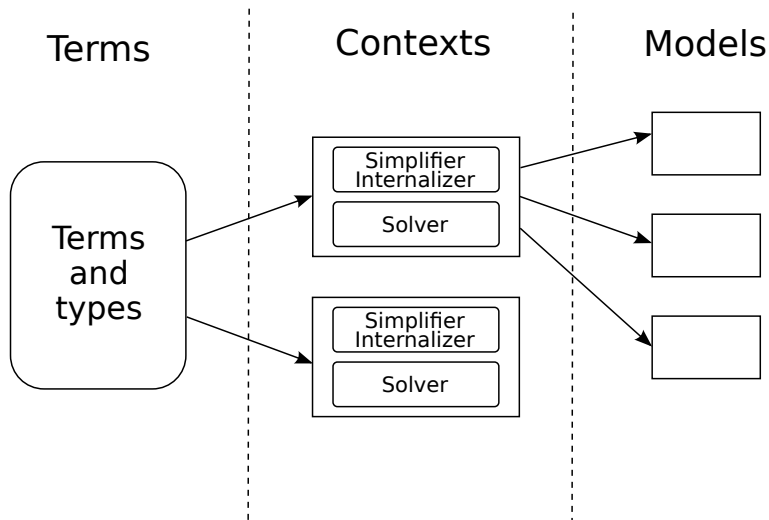 Terms
Contexts
Models
Terms
and
types
Simplifier
Internalizer
Solver
Simplifier
Internalizer
Solver